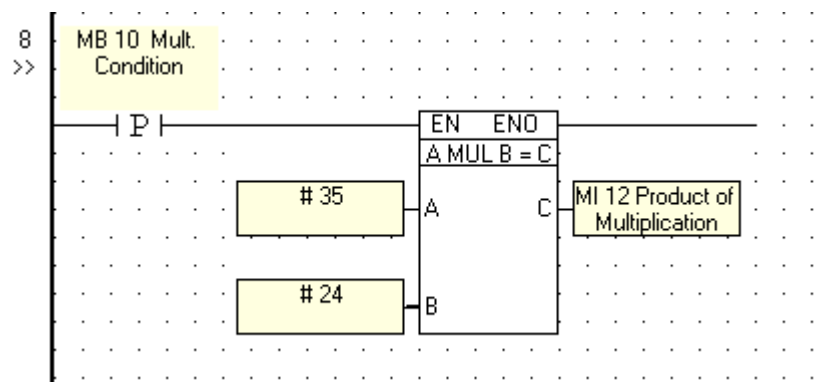 8
>>
MB 10 Mult.
Condition
P
EN ENO
A MUL B = C
# 35
A
C
MI 12 Product of
Multiplication
# 24
B